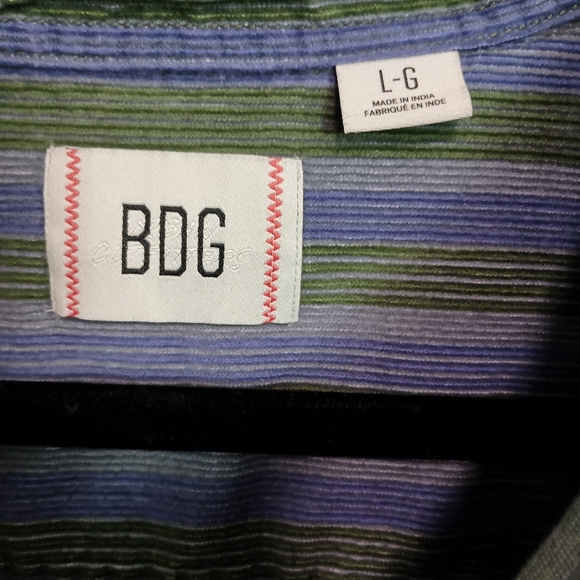 L-G
MADE IN INDIA
FABRIQUÉ EN INDE
BDG